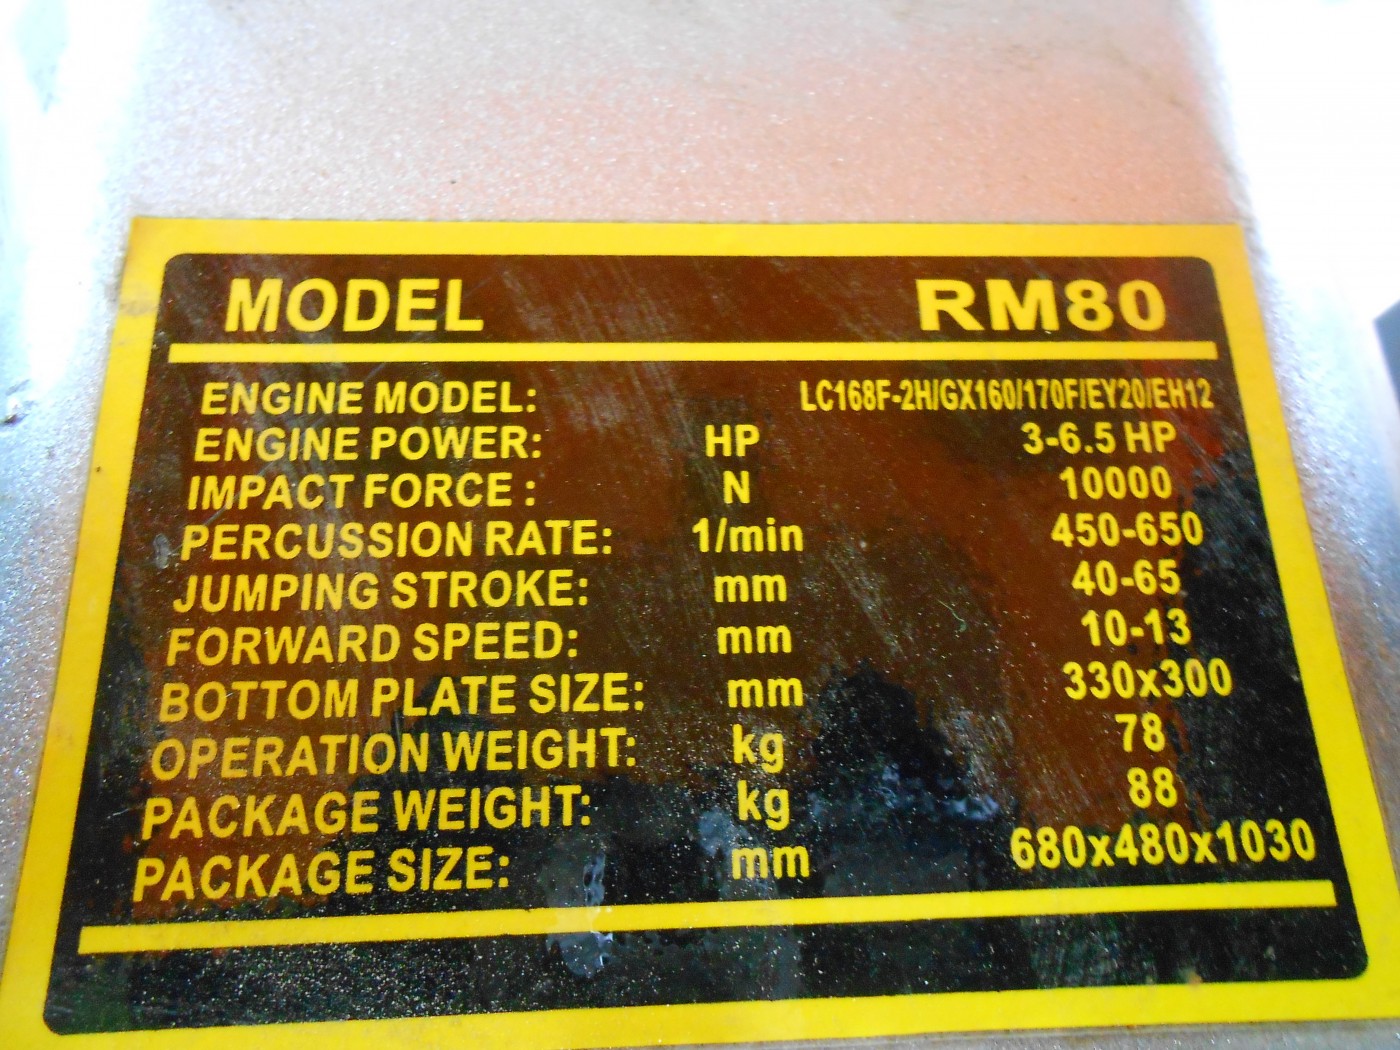 MODEL RM80
ENGINE MODEL: LC168F-2H/GX160/170F/EY20/EH12
ENGINE POWER: HP 3-6.5 HP
IMPACT FORCE : N 10000
PERCUSSION RATE: 1/min 450-650
JUMPING STROKE: mm 40-65
FORWARD SPEED: mm 10-13
BOTTOM PLATE SIZE: mm 330x300
OPERATION WEIGHT: kg 78
PACKAGE WEIGHT: kg 88
PACKAGE SIZE: mm 680x480x1030